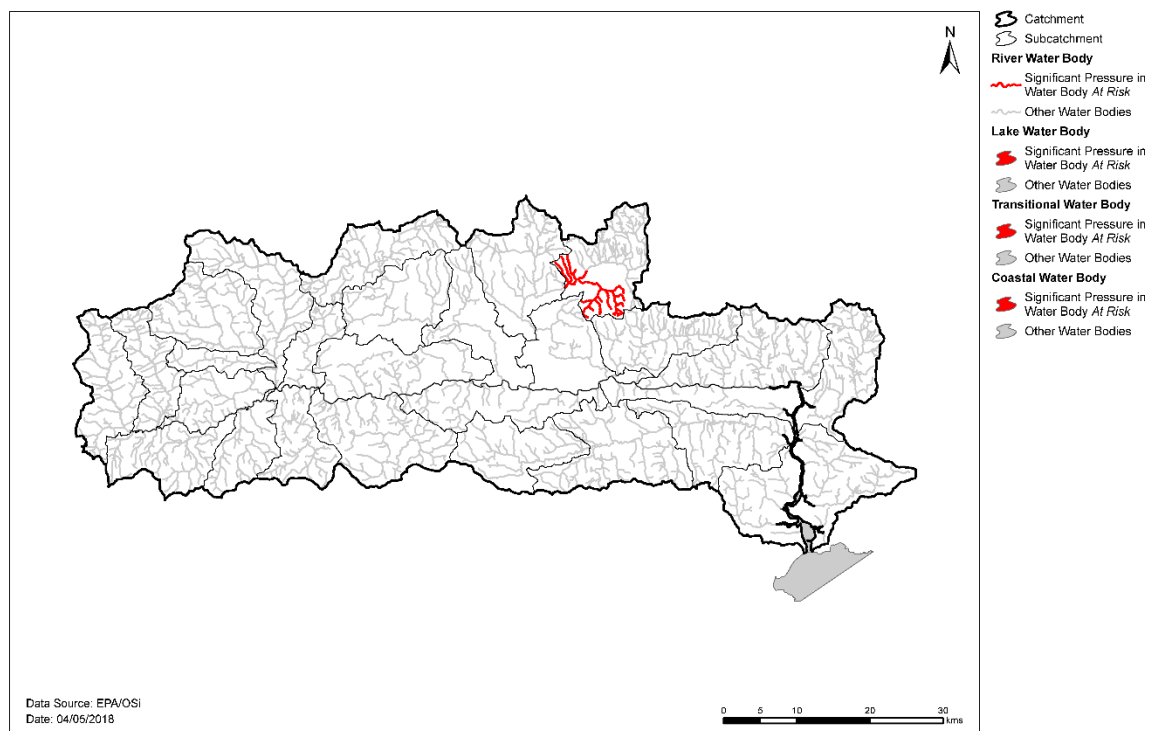 N
Catchment
Subcatchment
River Water Body
Significant Pressure in
Water Body At Risk
Other Water Bodies
Lake Water Body
Significant Pressure in
Water Body At Risk
Other Water Bodies
Transitional Water Body
Significant Pressure in
Water Body At Risk
Other Water Bodies
Coastal Water Body
Significant Pressure in
Water Body At Risk
Other Water Bodies
Data Source: EPA/OSi
Date: 04/05/2018
0 5 10 20 30
kms